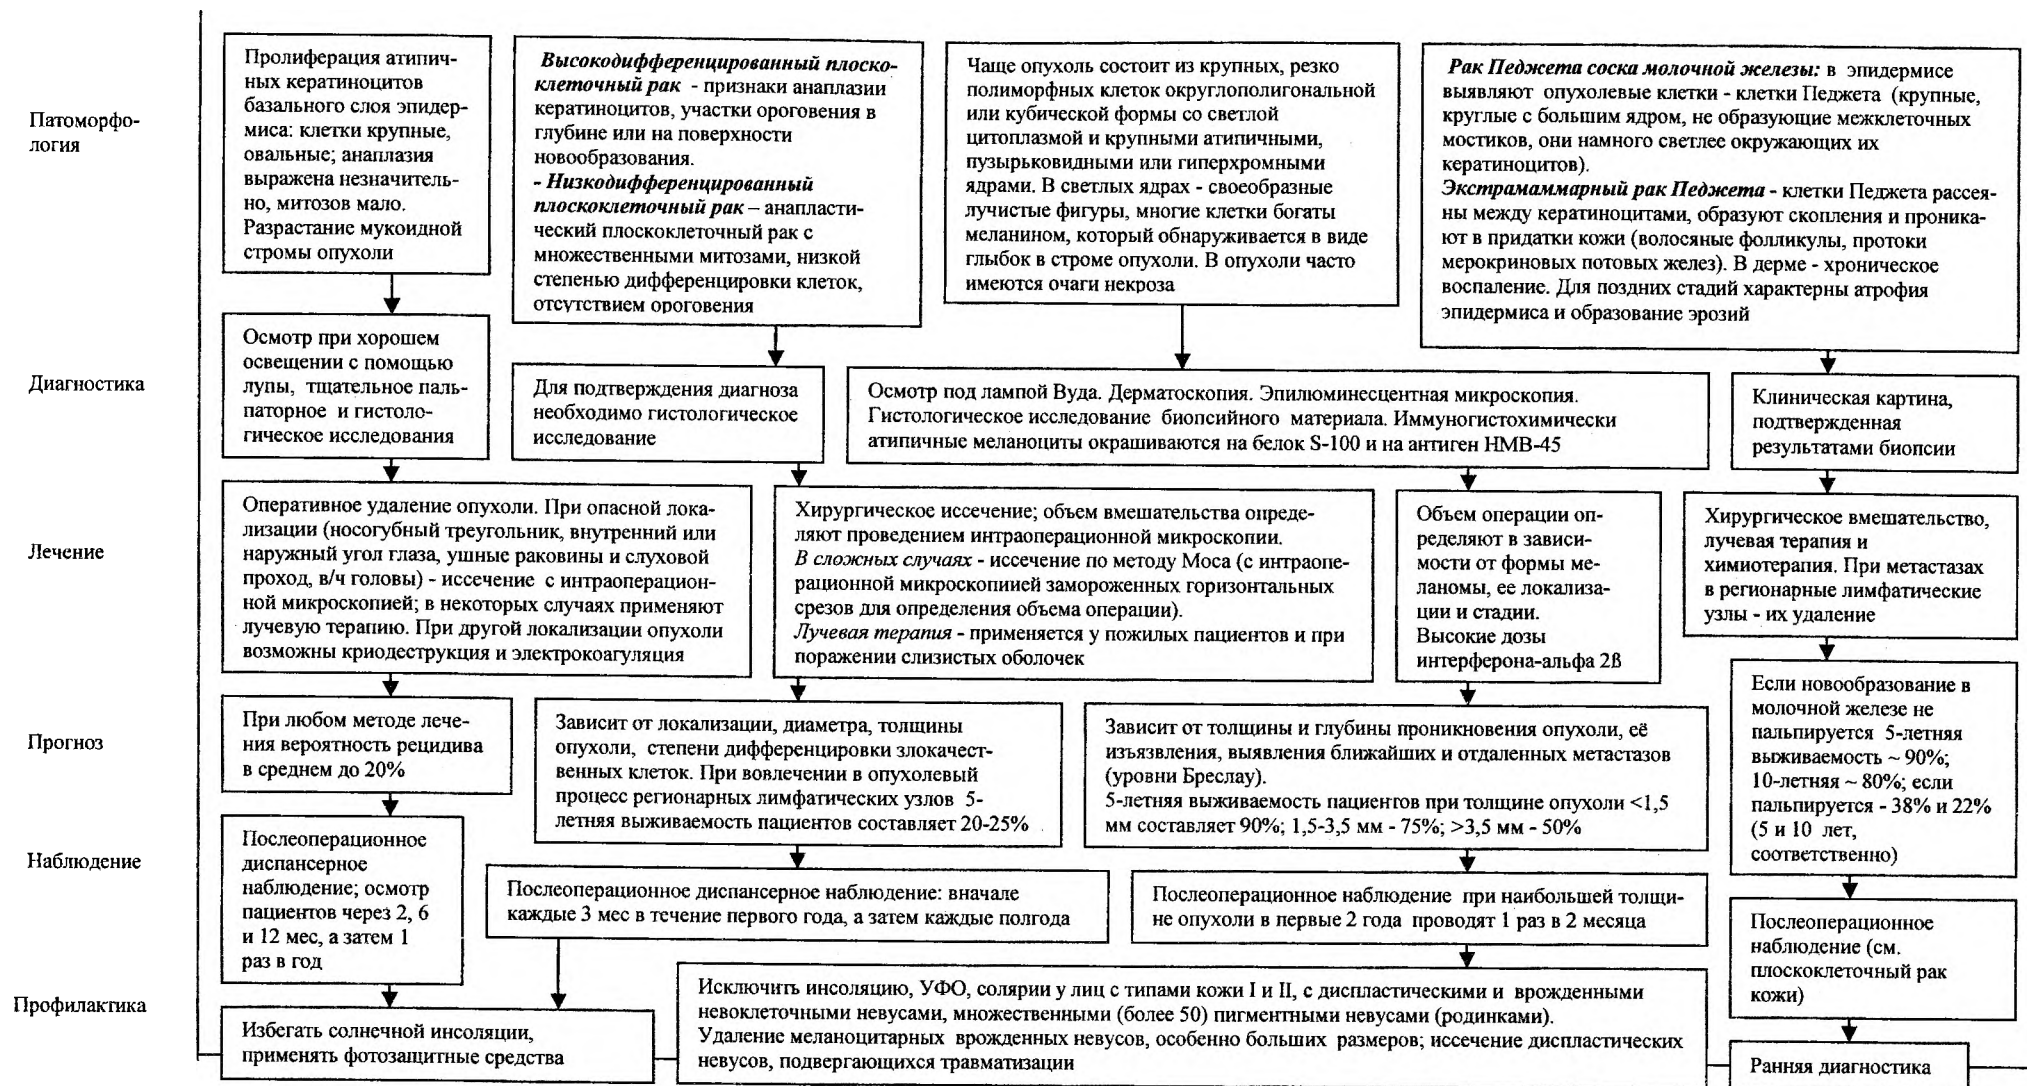 Патоморфо-
логия
Пролиферация атипич-
ных кератиноцитов
базального слоя эпидер-
миса: клетки крупные,
овальные; анаплазия
выражена незначитель-
но, митозов мало.
Разрастание мукоидной
стромы опухоли
Высокодифференцированный плоско-
клеточный рак - признаки анаплазии
кератиноцитов, участки ороговения в
глубине или на поверхности
новообразования.
- Низкодифференцированный
плоскоклеточный рак – анапласти-
ческий плоскоклеточный рак с
множественными митозами, низкой
степенью дифференцировки клеток,
отсутствием ороговения
Чаще опухоль состоит из крупных, резко
полиморфных клеток округлополигональной
или кубической формы со светлой
цитоплазмой и крупными атипичными,
пузырьковидными или гиперхромными
ядрами. В светлых ядрах - своеобразные
лучистые фигуры, многие клетки богаты
меланином, который обнаруживается в виде
глыбок в строме опухоли. В опухоли часто
имеются очаги некроза
Рак Педжета соска молочной железы: в эпидермисе
выявляют опухолевые клетки - клетки Педжета (крупные,
круглые с большим ядром, не образующие межклеточных
мостиков, они намного светлее окружающих их
кератиноцитов).
Экстрамаммарный рак Педжета - клетки Педжета рассея-
ны между кератиноцитами, образуют скопления и проника-
ют в придатки кожи (волосяные фолликулы, протоки
мерокриновых потовых желез). В дерме - хроническое
воспаление. Для поздних стадий характерны атрофия
эпидермиса и образование эрозий
Диагностика
Осмотр при хорошем
освещении с помощью
лупы, тщательное паль-
паторное и гистоло-
гическое исследования
Для подтверждения диагноза
необходимо гистологическое
исследование
Осмотр под лампой Вуда. Дерматоскопия. Эпилюминесцентная микроскопия.
Гистологическое исследование биопсийного материала. Иммуногистохимически
атипичные меланоциты окрашиваются на белок S-100 и на антиген НМВ-45
Клиническая картина,
подтвержденная
результатами биопсии
Лечение
Оперативное удаление опухоли. При опасной лока-
лизации (носогубный треугольник, внутренний или
наружный угол глаза, ушные раковины и слуховой
проход, в/ч головы) - иссечение с интраоперацион-
ной микроскопией; в некоторых случаях применяют
лучевую терапию. При другой локализации опухоли
возможны криодеструкция и электрокоагуляция
Хирургическое иссечение; объем вмешательства опреде-
ляют проведением интраоперационной микроскопии.
В сложных случаях - иссечение по методу Моса (с интраопе-
рационной микроскопиией замороженных горизонтальных
срезов для определения объема операции).
Лучевая терапия - применяется у пожилых пациентов и при
поражении слизистых оболочек
Объем операции оп-
ределяют в зависи-
мости от формы ме-
ланомы, ее локализа-
ции и стадии.
Высокие дозы
интерферона-альфа 2ß
Хирургическое вмешательство,
лучевая терапия и
химиотерапия. При метастазах
в регионарные лимфатические
узлы - их удаление
Прогноз
При любом методе лече-
ния вероятность рецидива
в среднем до 20%
Зависит от локализации, диаметра, толщины
опухоли, степени дифференцировки злокачест-
венных клеток. При вовлечении в опухолевый
процесс регионарных лимфатических узлов 5-
летняя выживаемость пациентов составляет 20-25%
Зависит от толщины и глубины проникновения опухоли, её
изъязвления, выявления ближайших и отдаленных метастазов
(уровни Бреслау).
5-летняя выживаемость пациентов при толщине опухоли <1,5
мм составляет 90%; 1,5-3,5 мм - 75%; >3,5 мм - 50%
Если новообразование в
молочной железе не
пальпируется 5-летняя
выживаемость ~ 90%;
10-летняя ~ 80%; если
пальпируется - 38% и 22%
(5 и 10 лет,
соответственно)
Наблюдение
Послеоперационное
диспансерное
наблюдение; осмотр
пациентов через 2, 6
и 12 мес, а затем 1
раз в год
Послеоперационное диспансерное наблюдение: вначале
каждые 3 мес в течение первого года, а затем каждые полгода
Послеоперационное наблюдение при наибольшей толщи-
не опухоли в первые 2 года проводят 1 раз в 2 месяца
Послеоперационное
наблюдение (см.
плоскоклеточный рак
кожи)
Профилактика
Избегать солнечной инсоляции,
применять фотозащитные средства
Исключить инсоляцию, УФО, солярии у лиц с типами кожи I и II, с диспластическими и врожденными
невоклеточными невусами, множественными (более 50) пигментными невусами (родинками).
Удаление меланоцитарных врожденных невусов, особенно больших размеров; иссечение диспластических
невусов, подвергающихся травматизации
Ранняя диагностика